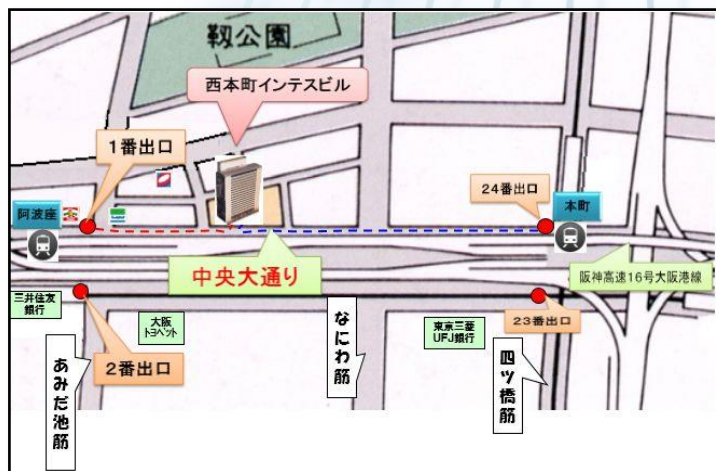 靱公園
西本町インテスビル
1番出口
24番出口
阿波座
本町
中央大通り
阪神高速16号大阪港線
三井住友
銀行
大阪
トヨペット
東京三菱
UFJ銀行
23番出口
2番出口
なにわ筋
四ツ橋筋
あみだ池筋